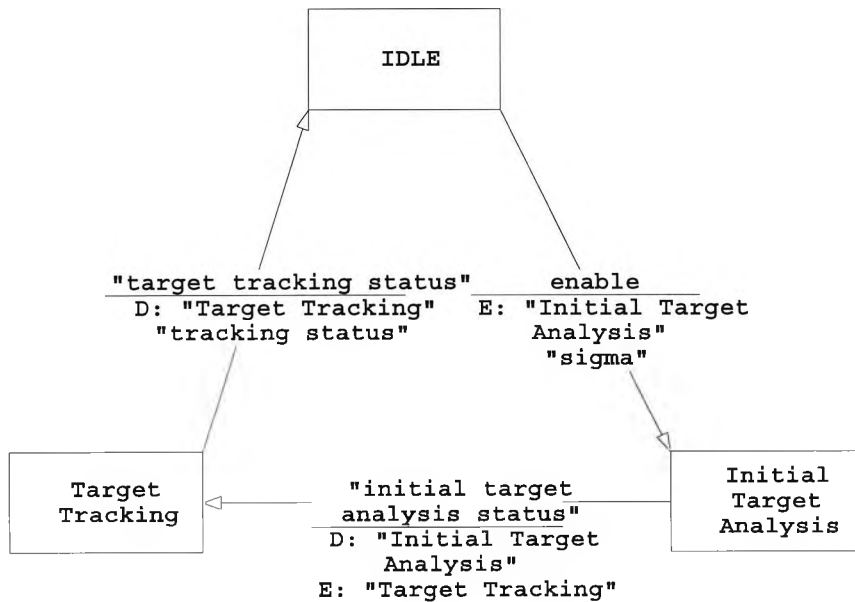 IDLE
"target tracking status"
D: "Target Tracking"
"tracking status"
enable
E: "Initial Target
Analysis"
"sigma"
Target
Tracking
"initial target
analysis status"
D: "Initial Target
Analysis"
E: "Target Tracking"
Initial
Target
Analysis